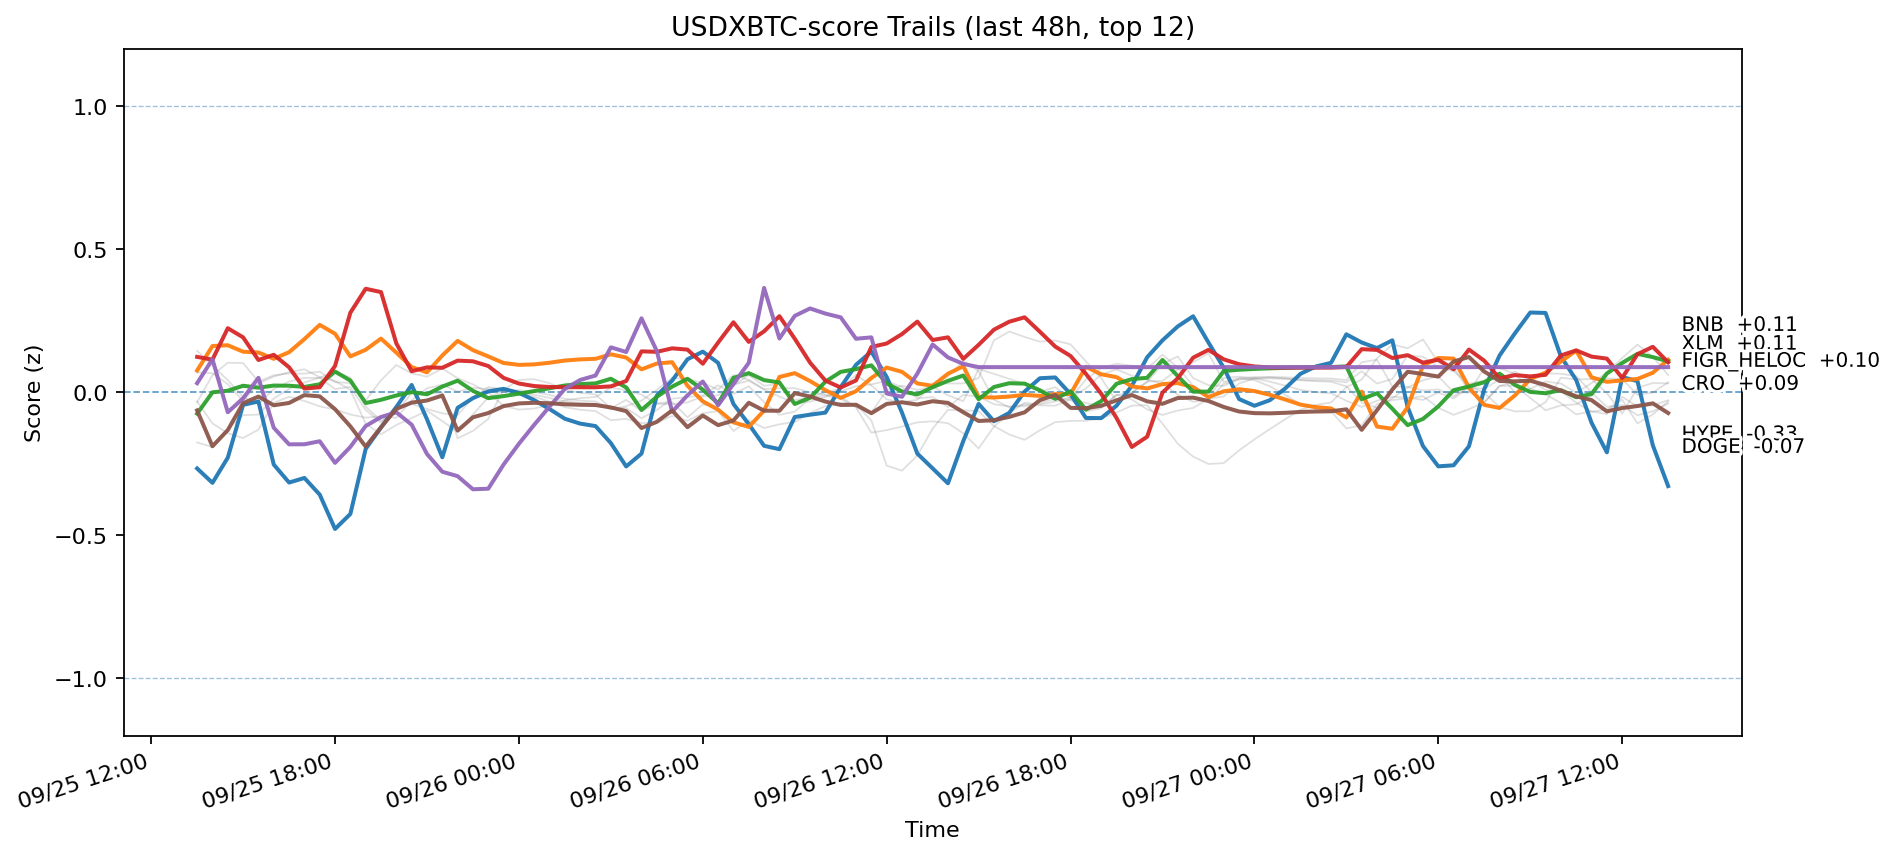 USDXBTC-score Trails (last 48h, top 12)
Score (z)
1.0
0.5
0.0
−0.5
−1.0
BNB +0.11
XLM +0.11
FIGR_HELOC +0.10
CRO +0.09
HYPE -0.33
DOGE -0.07
09/25 12:00
09/25 18:00
09/26 00:00
09/26 06:00
09/26 12:00
09/26 18:00
09/27 00:00
09/27 06:00
09/27 12:00
Time